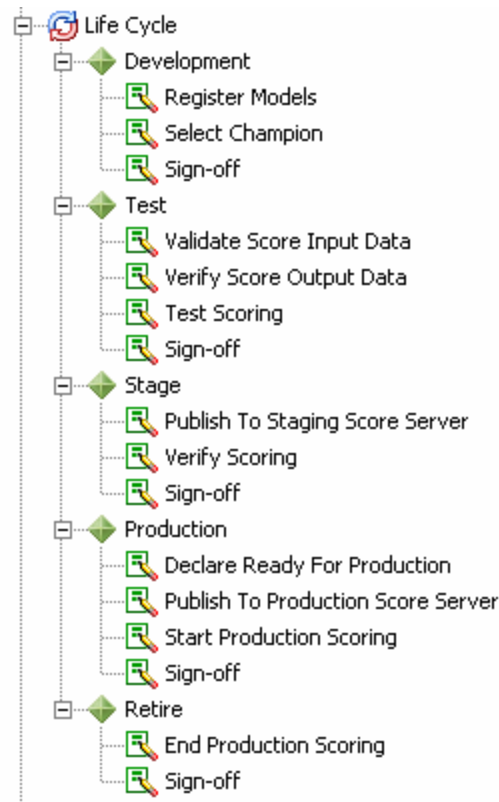 Life Cycle
Development
Register Models
Select Champion
Sign-off
Test
Validate Score Input Data
Verify Score Output Data
Test Scoring
Sign-off
Stage
Publish To Staging Score Server
Verify Scoring
Sign-off
Production
Declare Ready For Production
Publish To Production Score Server
Start Production Scoring
Sign-off
Retire
End Production Scoring
Sign-off